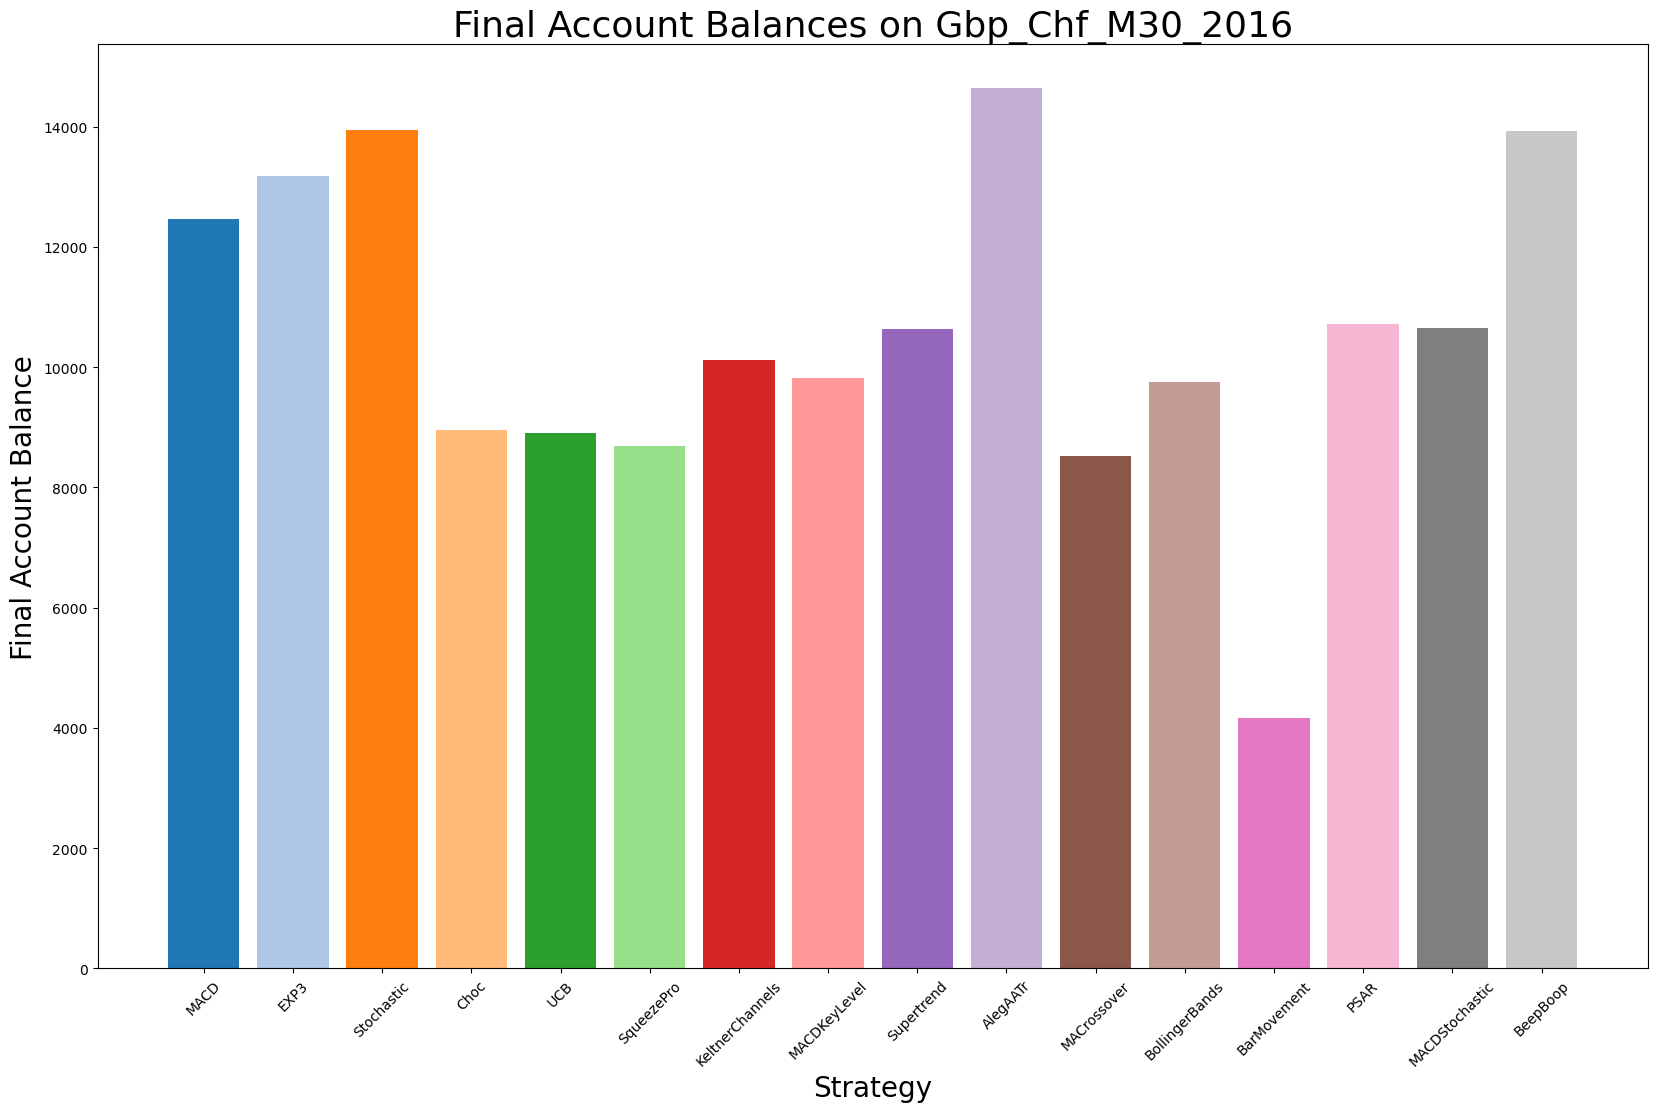 Final Account Balances on Gbp_Chf_M30_2016
Final Account Balance
14000
12000
10000
8000
6000
4000
2000
0
MACD
EXP3
Stochastic
Choc
UCB
SqueezePro
KeltnerChannels
MACDKeyLevel
Supertrend
AlegAATr
MACrossover
BollingerBands
BarMovement
PSAR
MACDStochastic
BeepBoop
Strategy